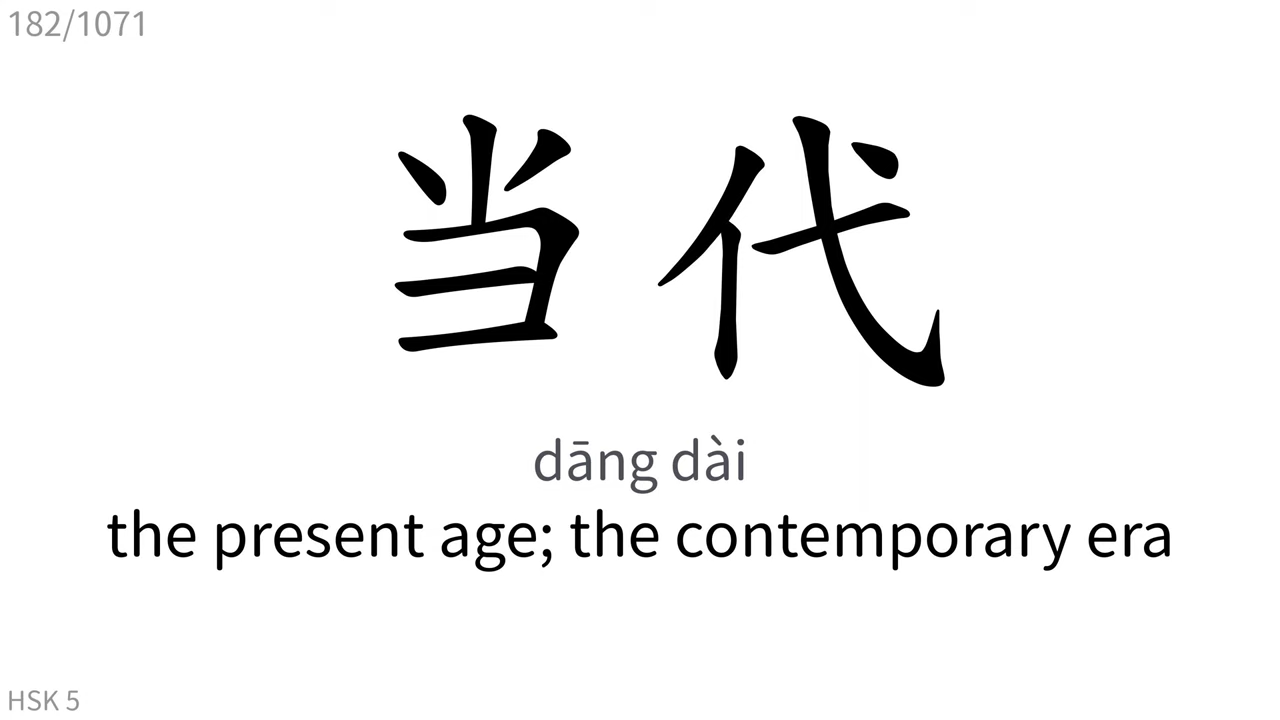 182/1071
当代
dāng dài
the present age; the contemporary era
HSK 5